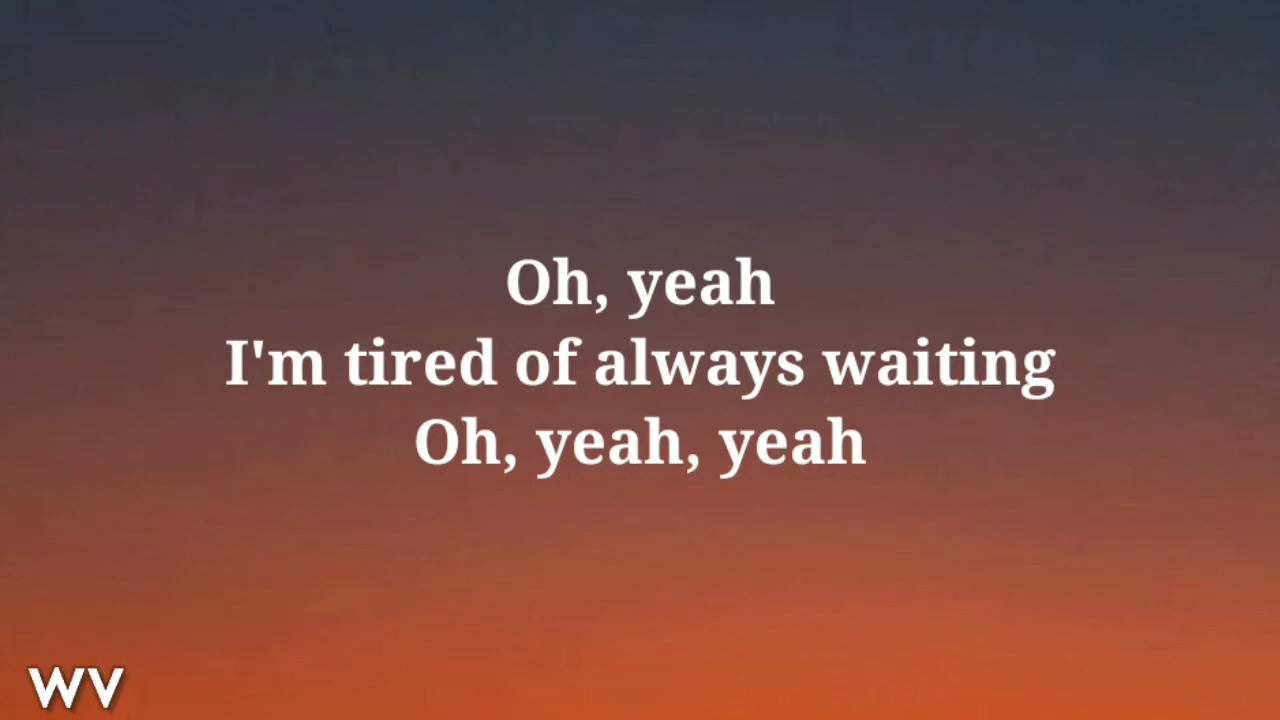 Oh, yeah
I'm tired of always waiting
Oh, yeah, yeah
WV